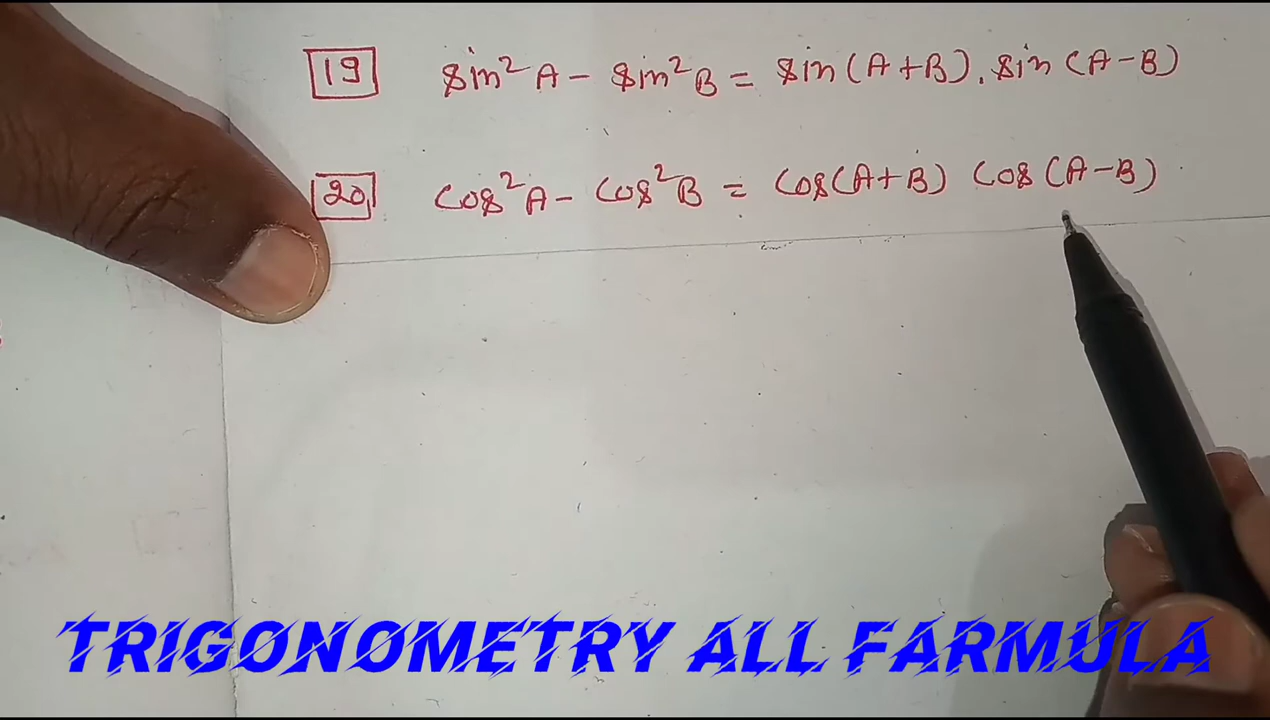 19 sin²A - sin²B = sin(A+B). sin(A-B)
20 cos²A - cos²B = cos(A+B) cos(A-B)
TRIGONOMETRY ALL FARMULA